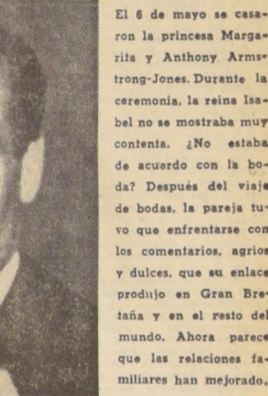 El 6 de mayo se casa-
ron la princesa Marga-
rita y Anthony Arms-
trong-Jones. Durante la
ceremonia, la reina Isa-
bel no se mostraba muy
contenta. ¿No estaba
de acuerdo con la bo-
da? Después del viaje
de bodas, la pareja tu-
vo que enfrentarse con
los comentarios, agrios
y dulces, que su enlace
produjo en Gran Bre-
taña y en el resto del
mundo. Ahora parece
que las relaciones fa-
miliares han mejorado.